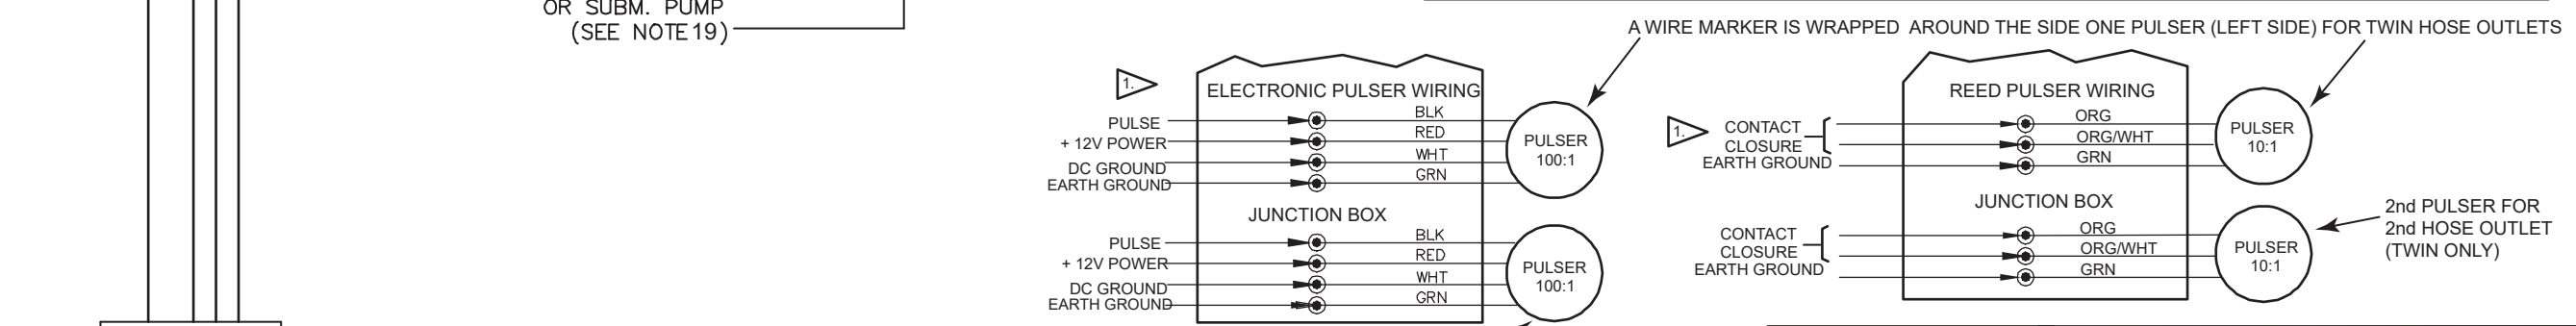 OR SUBM. PUMP
(SEE NOTE 19)
A WIRE MARKER IS WRAPPED AROUND THE SIDE ONE PULSER (LEFT SIDE) FOR TWIN HOSE OUTLETS
1.
ELECTRONIC PULSER WIRING
PULSE
BLK
+ 12V POWER
RED
DC GROUND
WHT
EARTH GROUND
GRN
PULSER
100:1
JUNCTION BOX
PULSE
BLK
+ 12V POWER
RED
DC GROUND
WHT
EARTH GROUND
GRN
PULSER
100:1
1.
REED PULSER WIRING
CONTACT
CLOSURE
EARTH GROUND
ORG
ORG/WHT
GRN
PULSER
10:1
JUNCTION BOX
CONTACT
CLOSURE
EARTH GROUND
ORG
ORG/WHT
GRN
PULSER
10:1
2nd PULSER FOR
2nd HOSE OUTLET
(TWIN ONLY)